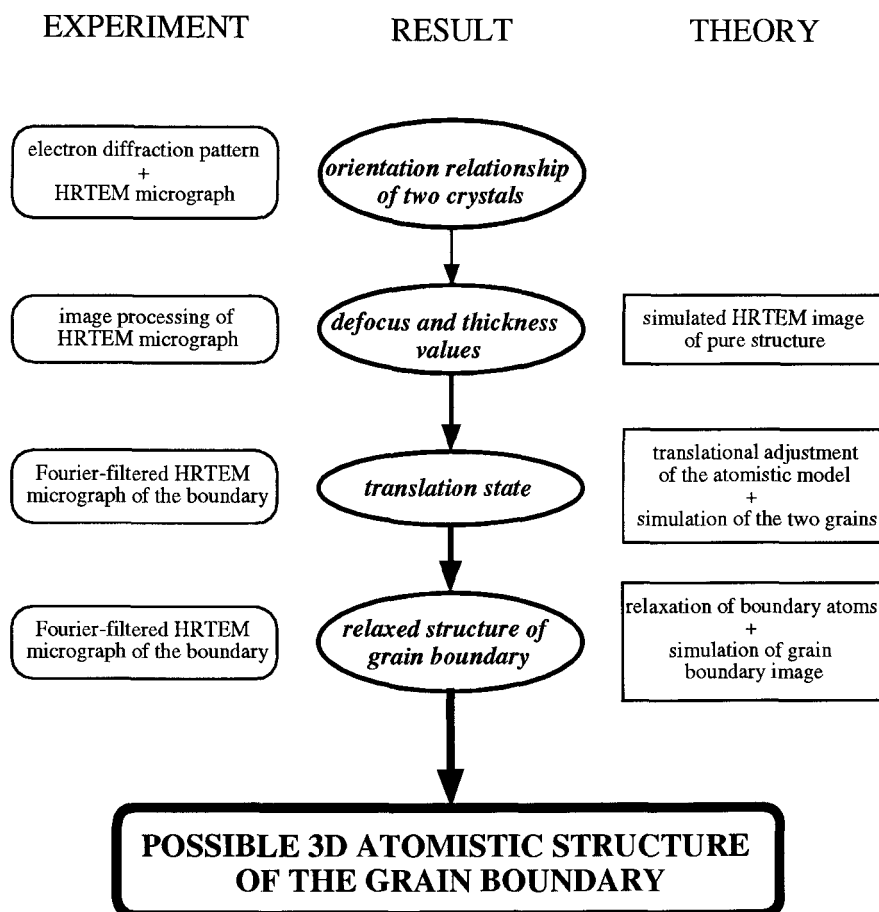 EXPERIMENT
RESULT
THEORY
electron diffraction pattern
+
HRTEM micrograph
orientation relationship
of two crystals
image processing of
HRTEM micrograph
defocus and thickness
values
simulated HRTEM image
of pure structure
Fourier-filtered HRTEM
micrograph of the boundary
translation state
translational adjustment
of the atomistic model
+
simulation of the two grains
Fourier-filtered HRTEM
micrograph of the boundary
relaxed structure of
grain boundary
relaxation of boundary atoms
+
simulation of grain
boundary image
POSSIBLE 3D ATOMISTIC STRUCTURE
OF THE GRAIN BOUNDARY